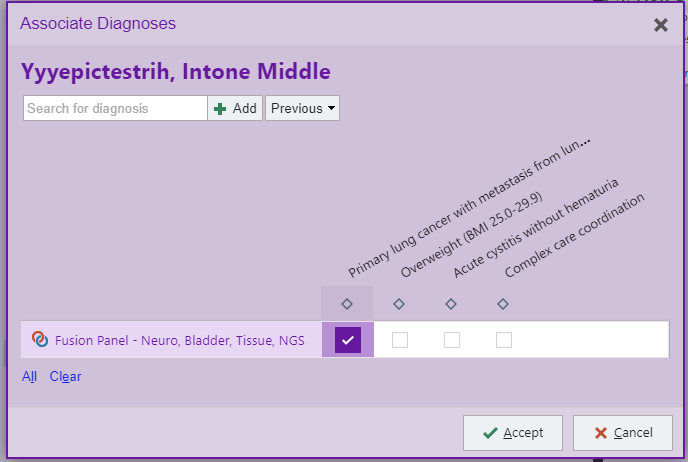 Associate Diagnoses
Yyyepictestrih, Intone Middle
Search for diagnosis
Add
Previous
Primary lung cancer with metastasis from lun...
Overweight (BMI 25.0-29.9)
Acute cystitis without hematuria
Complex care coordination
Fusion Panel - Neuro, Bladder, Tissue, NGS
All Clear
Accept
Cancel